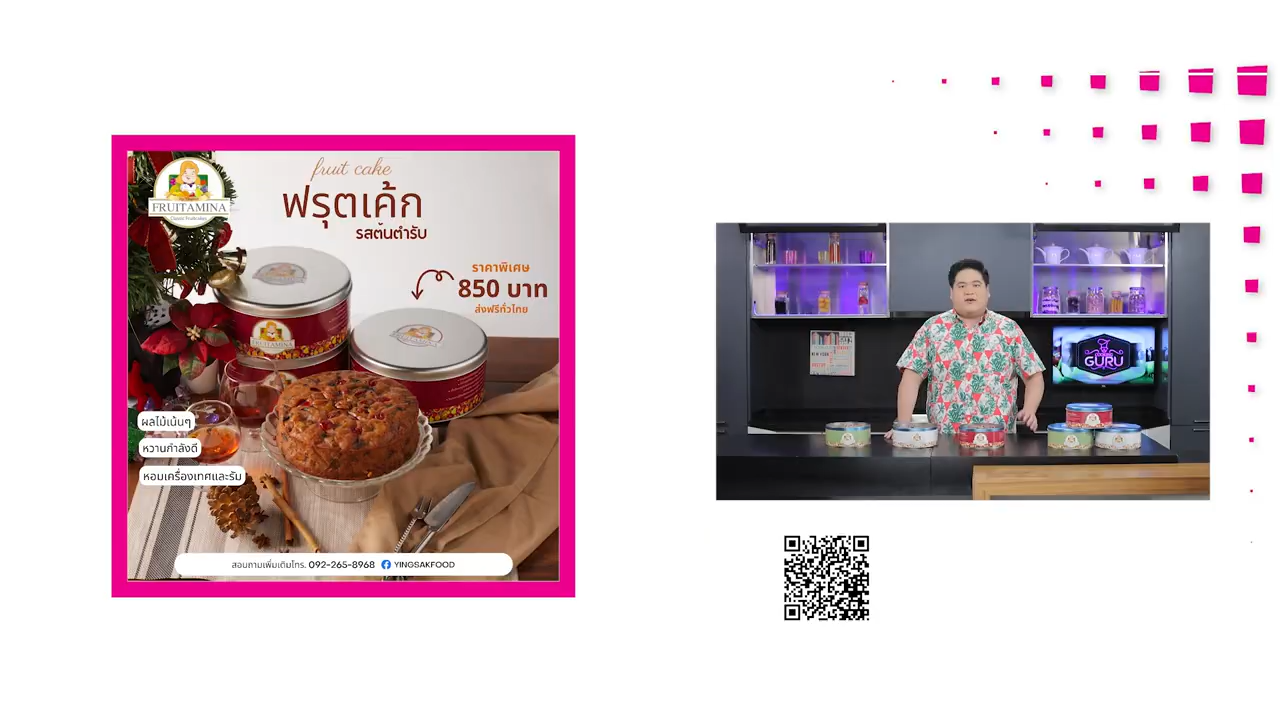 fruit cake
ฟรุตเค้ก
รสต้นตำรับ
FRUITAMINA
Classic Fruitcakes
ราคาพิเศษ
850 บาท
ส่งฟรีทั่วไทย
ผลไม้เน้นๆ
หวานกำลังดี
หอมเครื่องเทศและรัม
สอบถามเพิ่มเติมโทร. 092-265-8968 YINGSAKFOOD
GURU